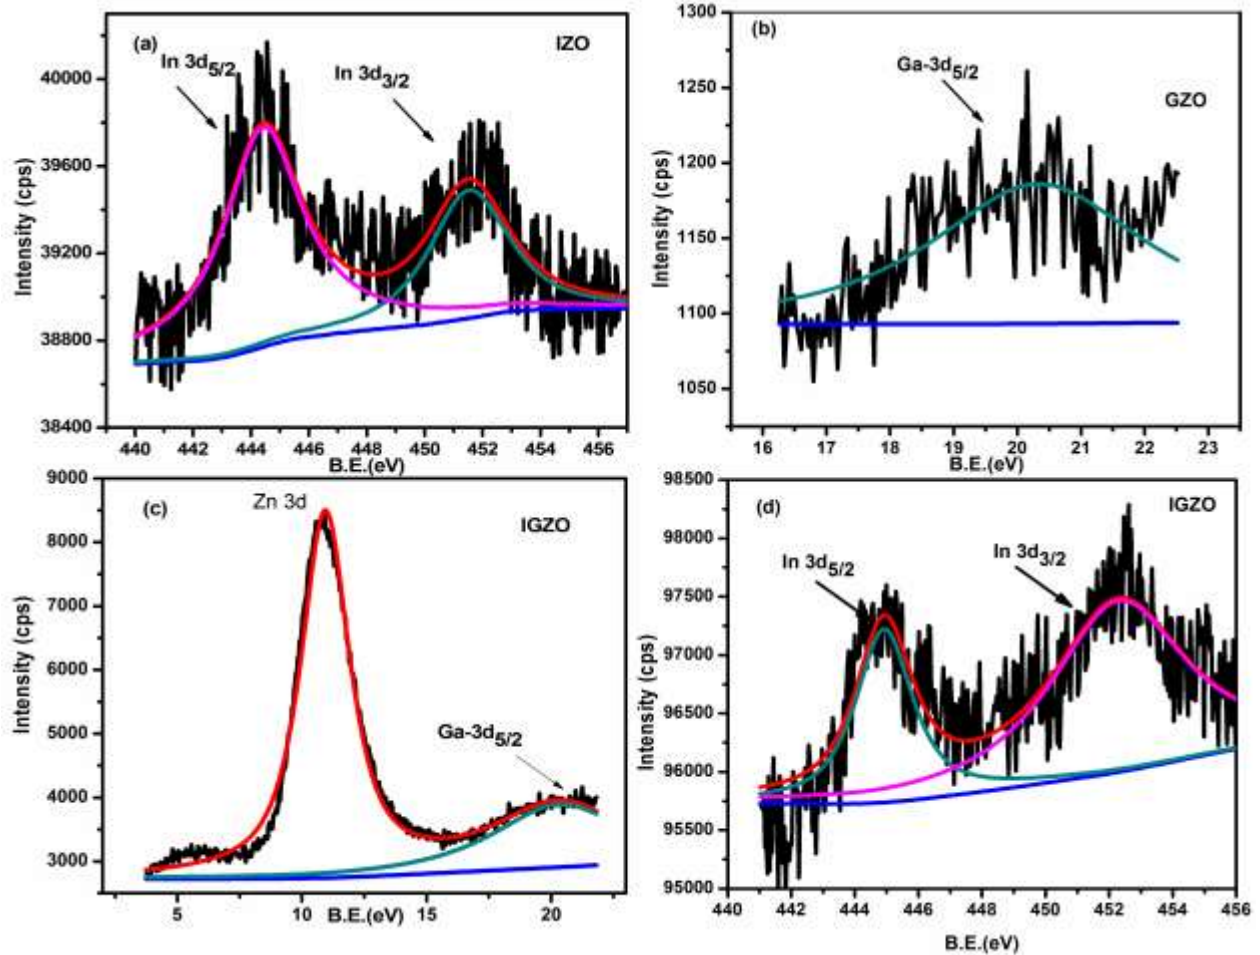 (a)
IZO
In 3d5/2
In 3d3/2
40000
39600
39200
38800
38400
Intensity (cps)
440 442 444 446 448 450 452 454 456
B.E.(eV)
(b)
GZO
Ga-3d5/2
1300
1250
1200
1150
1100
1050
Intensity (cps)
16 17 18 19 20 21 22 23
B.E.(eV)
(c)
IGZO
Zn 3d
Ga-3d5/2
9000
8000
7000
6000
5000
4000
3000
Intensity (cps)
5 10 15 20
B.E.(eV)
(d)
IGZO
In 3d5/2
In 3d3/2
98500
98000
97500
97000
96500
96000
95500
95000
Intensity (cps)
440 442 444 446 448 450 452 454 456
B.E.(eV)